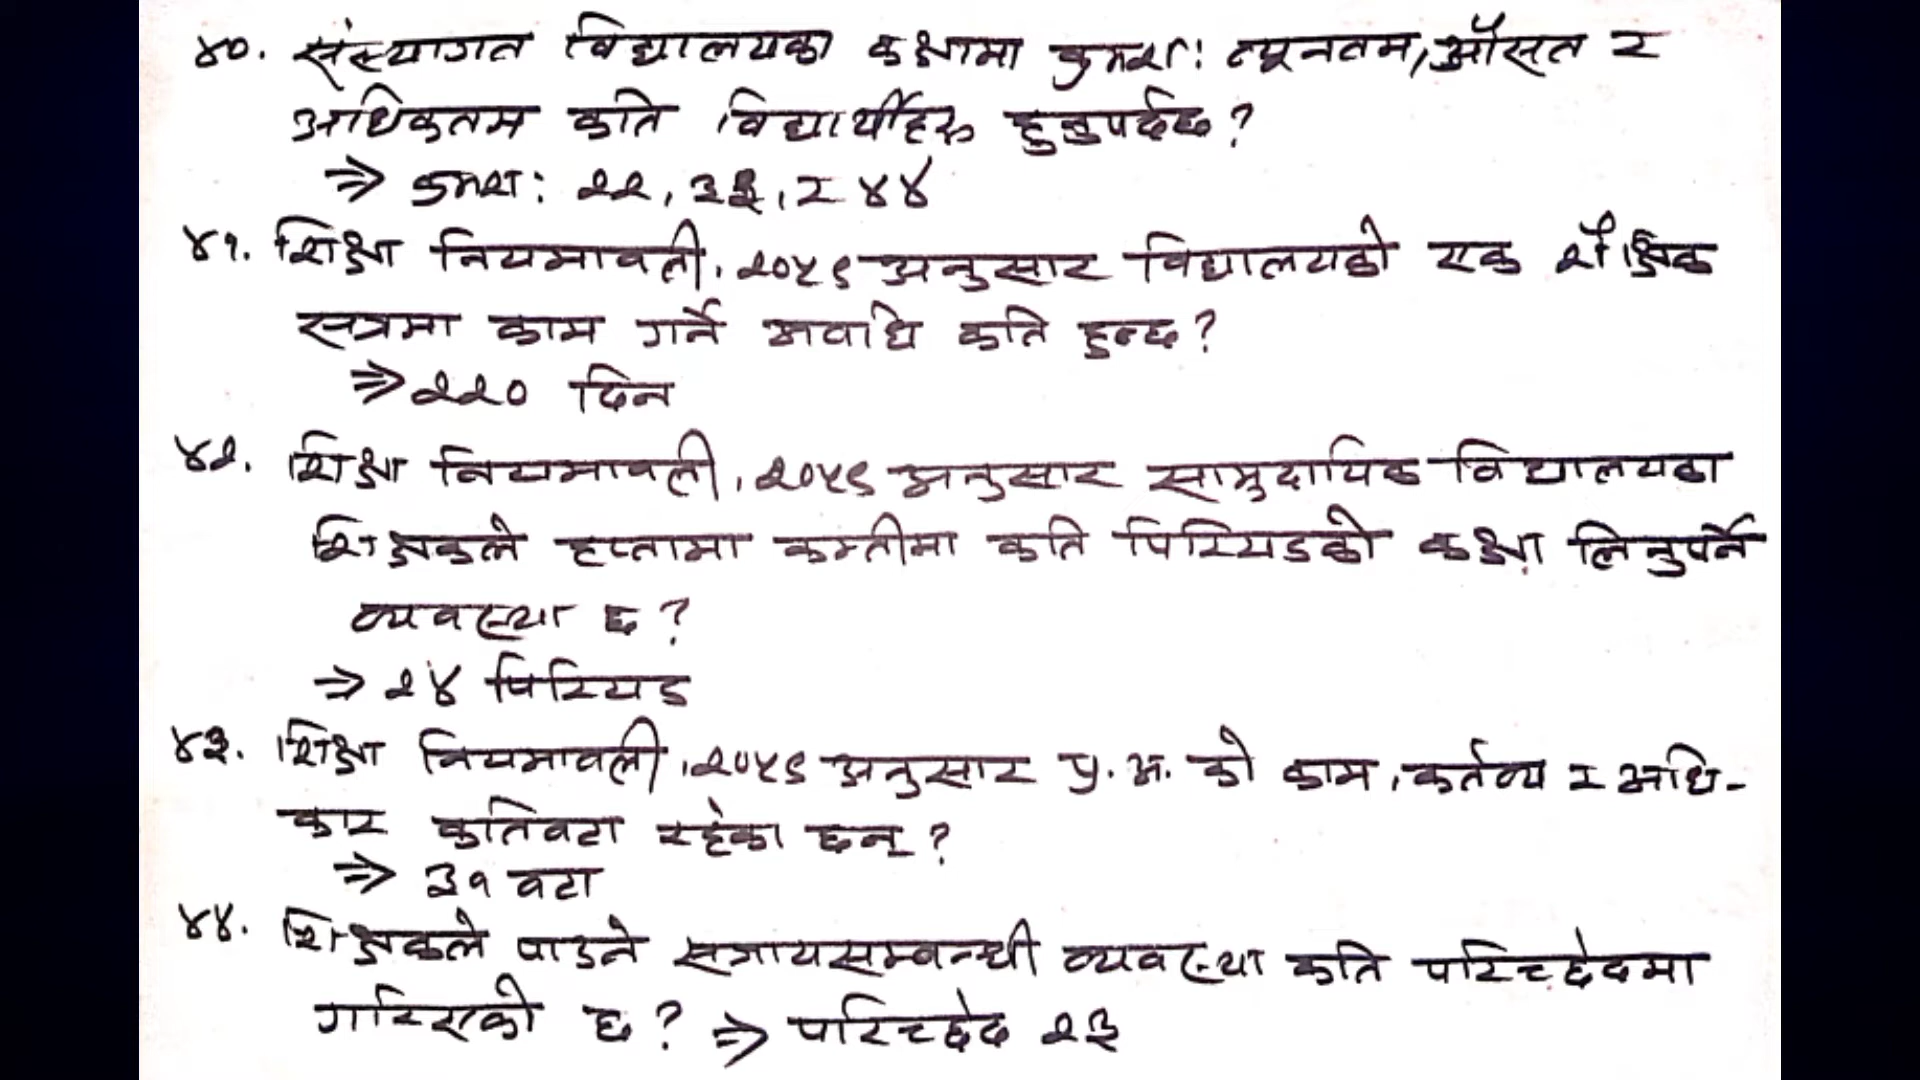 ४०. संस्थागत विद्यालयका कक्षामा क्रमशः न्यूनतम, औसत र
अधिकतम कति विद्यार्थीहरू हुनुपर्दछ?
⇒ क्रमशः २२, ३३, र ४४
४१. शिक्षा नियमावली, २०५९ अनुसार विद्यालयको एक शैक्षिक
सत्रमा काम गर्ने अवधि कति हुन्छ?
⇒ २२० दिन
४२. शिक्षा नियमावली, २०५९ अनुसार सामुदायिक विद्यालयका
शिक्षकले हप्तामा कम्तीमा कति पिरियडको कक्षा लिनुपर्ने
व्यवस्था छ?
⇒ २४ पिरियड
४३. शिक्षा नियमावली, २०५९ अनुसार प्र. अ. को काम, कर्तव्य र अधि-
कार कतिवटा रहेका छन्?
⇒ ३१ वटा
४४. शिक्षकले पाउने सजायसम्बन्धी व्यवस्था कति परिच्छेदमा
गरिएको छ? ⇒ परिच्छेद २३